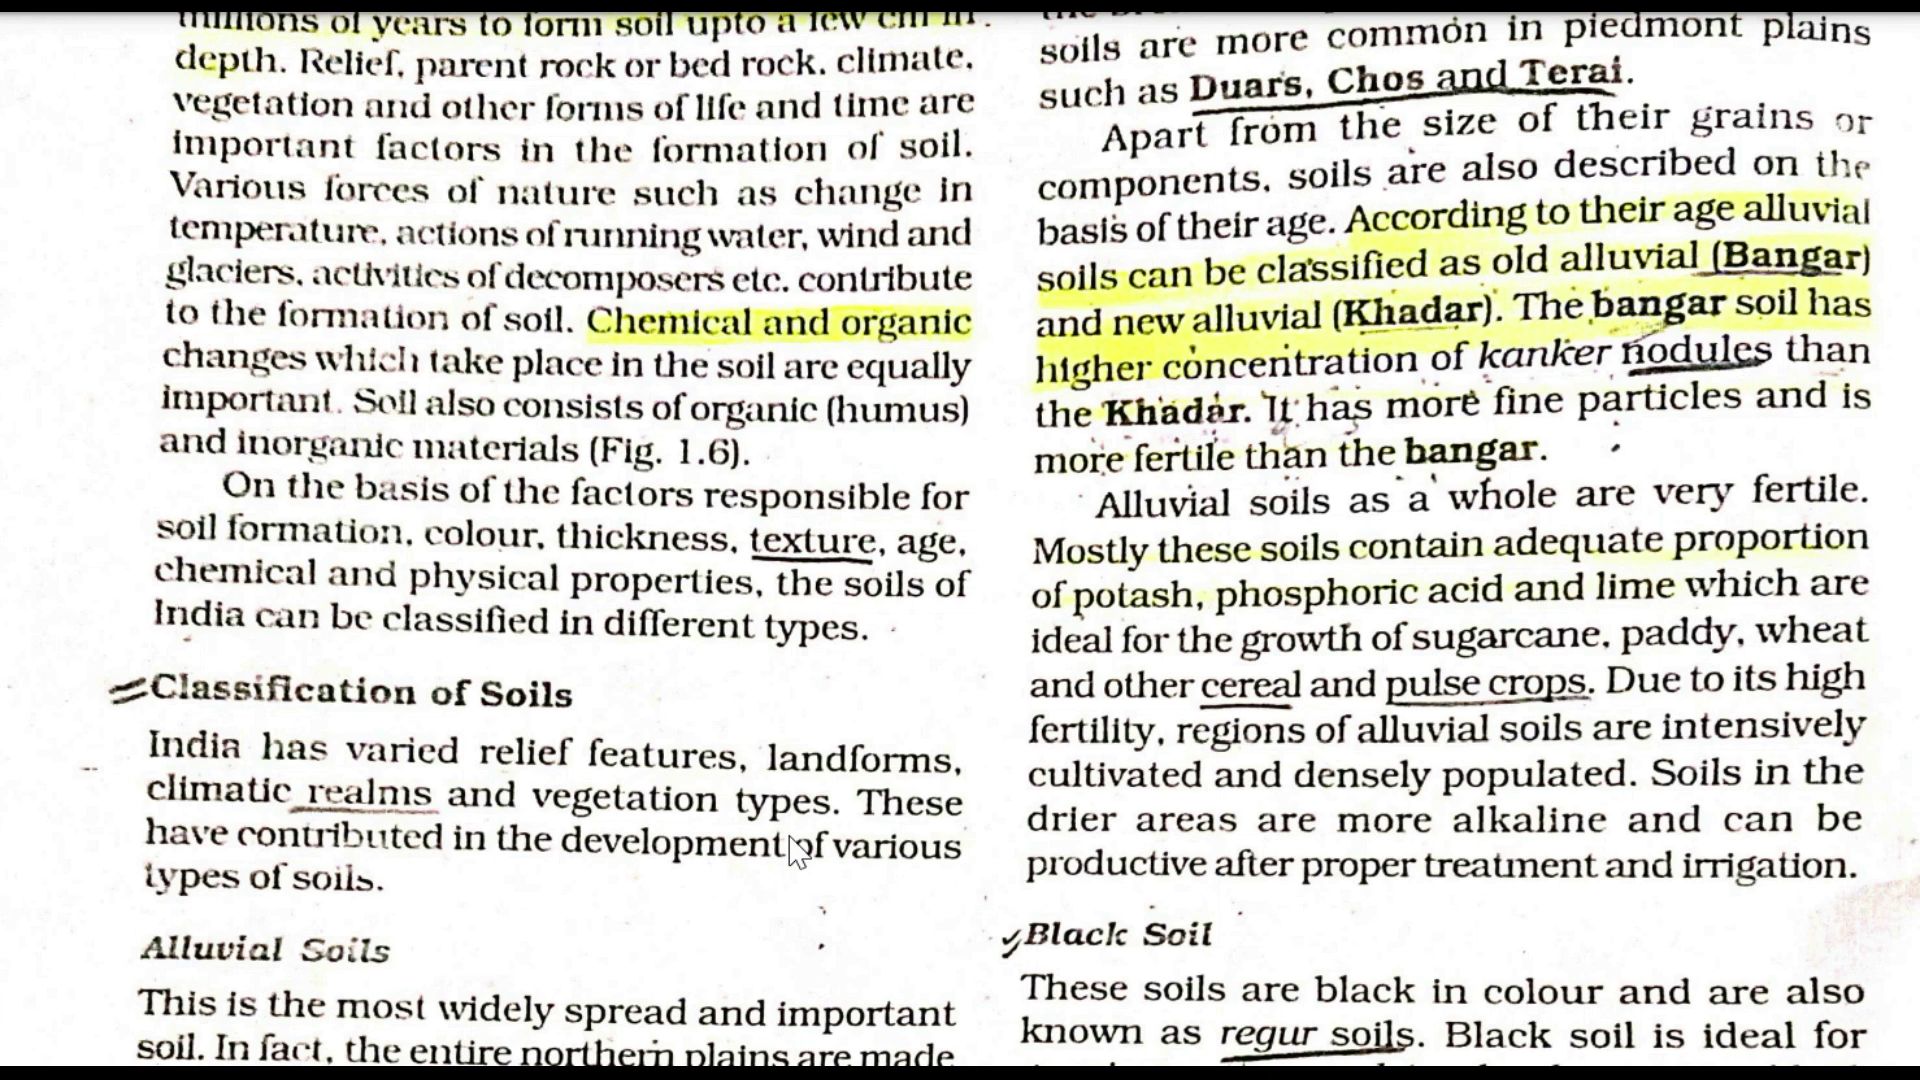 millions of years to form soil upto a few cm in
depth. Relief, parent rock or bed rock, climate,
vegetation and other forms of life and time are
important factors in the formation of soil.
Various forces of nature such as change in
temperature, actions of running water, wind and
glaciers, activities of decomposers etc. contribute
to the formation of soil. Chemical and organic
changes which take place in the soil are equally
important. Soil also consists of organic (humus)
and inorganic materials (Fig. 1.6).
On the basis of the factors responsible for
soil formation, colour, thickness, texture, age,
chemical and physical properties, the soils of
India can be classified in different types.
Classification of Soils
India has varied relief features, landforms,
climatic realms and vegetation types. These
have contributed in the development of various
types of soils.
Alluvial Soils
This is the most widely spread and important
soil. In fact, the entire northern plains are made
soils are more common in piedmont plains
such as Duars, Chos and Terai.
Apart from the size of their grains or
components, soils are also described on the
basis of their age. According to their age alluvial
soils can be classified as old alluvial (Bangar)
and new alluvial (Khadar). The bangar soil has
higher concentration of kanker nodules than
the Khadar. It has more fine particles and is
more fertile than the bangar.
Alluvial soils as a whole are very fertile.
Mostly these soils contain adequate proportion
of potash, phosphoric acid and lime which are
ideal for the growth of sugarcane, paddy, wheat
and other cereal and pulse crops. Due to its high
fertility, regions of alluvial soils are intensively
cultivated and densely populated. Soils in the
drier areas are more alkaline and can be
productive after proper treatment and irrigation.
Black Soil
These soils are black in colour and are also
known as regur soils. Black soil is ideal for